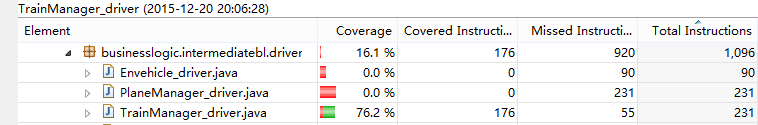 TrainManager_driver (2015-12-20 20:06:28)
Element Coverage Covered Instructi... Missed Instructi... Total Instructions
businesslogic.intermediatebl.driver 16.1 % 176 920 1,096
Envehicle_driver.java 0.0 % 0 90 90
PlaneManager_driver.java 0.0 % 0 231 231
TrainManager_driver.java 76.2 % 176 55 231